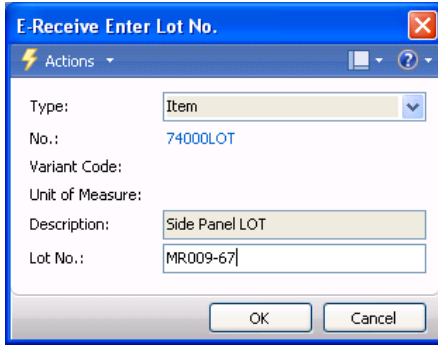 E-Receive Enter Lot No.
Actions
Type: Item
No.: 74000LOT
Variant Code:
Unit of Measure:
Description: Side Panel LOT
Lot No.: MR009-67
OK Cancel